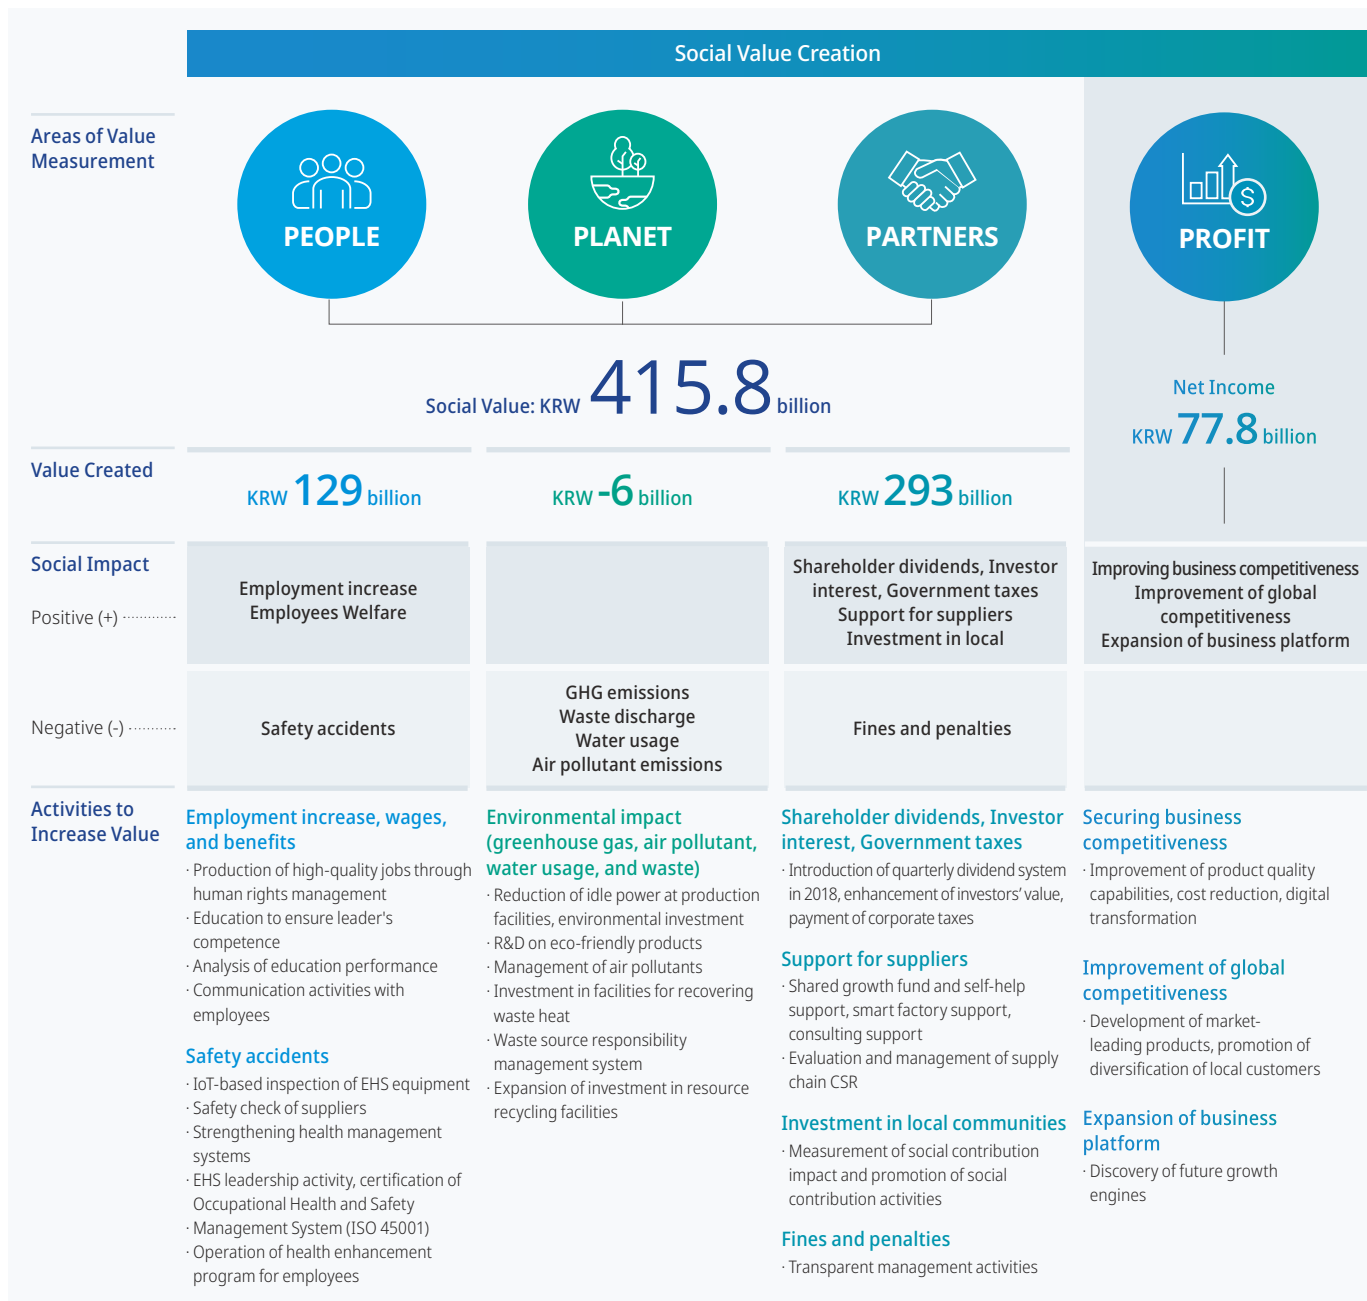 Social Value Creation
Areas of Value
Measurement
PEOPLE
PLANET
PARTNERS
PROFIT
$
Social Value: KRW 415.8 billion
Net Income
KRW 77.8 billion
Value Created
KRW 129 billion
KRW -6 billion
KRW 293 billion
Social Impact
Positive (+)
Employment increase
Employees Welfare
Shareholder dividends, Investor
interest, Government taxes
Support for suppliers
Investment in local
Improving business competitiveness
Improvement of global
competitiveness
Expansion of business platform
Negative (-)
Safety accidents
GHG emissions
Waste discharge
Water usage
Air pollutant emissions
Fines and penalties
Activities to
Increase Value
Employment increase, wages,
and benefits
· Production of high-quality jobs through
human rights management
· Education to ensure leader's
competence
· Analysis of education performance
· Communication activities with
employees
Safety accidents
· IoT-based inspection of EHS equipment
· Safety check of suppliers
· Strengthening health management
systems
· EHS leadership activity, certification of
Occupational Health and Safety
· Management System (ISO 45001)
· Operation of health enhancement
program for employees
Environmental impact
(greenhouse gas, air pollutant,
water usage, and waste)
· Reduction of idle power at production
facilities, environmental investment
· R&D on eco-friendly products
· Management of air pollutants
· Investment in facilities for recovering
waste heat
· Waste source responsibility
management system
· Expansion of investment in resource
recycling facilities
Shareholder dividends, Investor
interest, Government taxes
· Introduction of quarterly dividend system
in 2018, enhancement of investors’ value,
payment of corporate taxes
Support for suppliers
· Shared growth fund and self-help
support, smart factory support,
consulting support
· Evaluation and management of supply
chain CSR
Investment in local communities
· Measurement of social contribution
impact and promotion of social
contribution activities
Fines and penalties
· Transparent management activities
Securing business
competitiveness
· Improvement of product quality
capabilities, cost reduction, digital
transformation
Improvement of global
competitiveness
· Development of market-
leading products, promotion of
diversification of local customers
Expansion of business
platform
· Discovery of future growth
engines